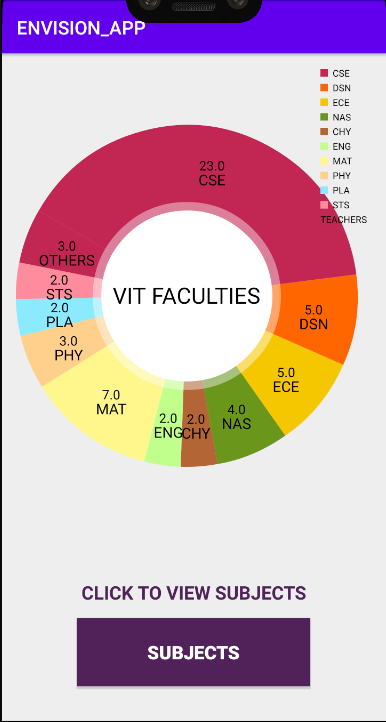 ENVISION_APP
CSE
DSN
ECE
NAS
CHY
ENG
MAT
PHY
PLA
STS
TEACHERS
23.0
CSE
3.0
OTHERS
2.0
STS
2.0
PLA
3.0
PHY
7.0
MAT
2.0
ENG
2.0
CHY
4.0
NAS
5.0
ECE
5.0
DSN
VIT FACULTIES
CLICK TO VIEW SUBJECTS
SUBJECTS